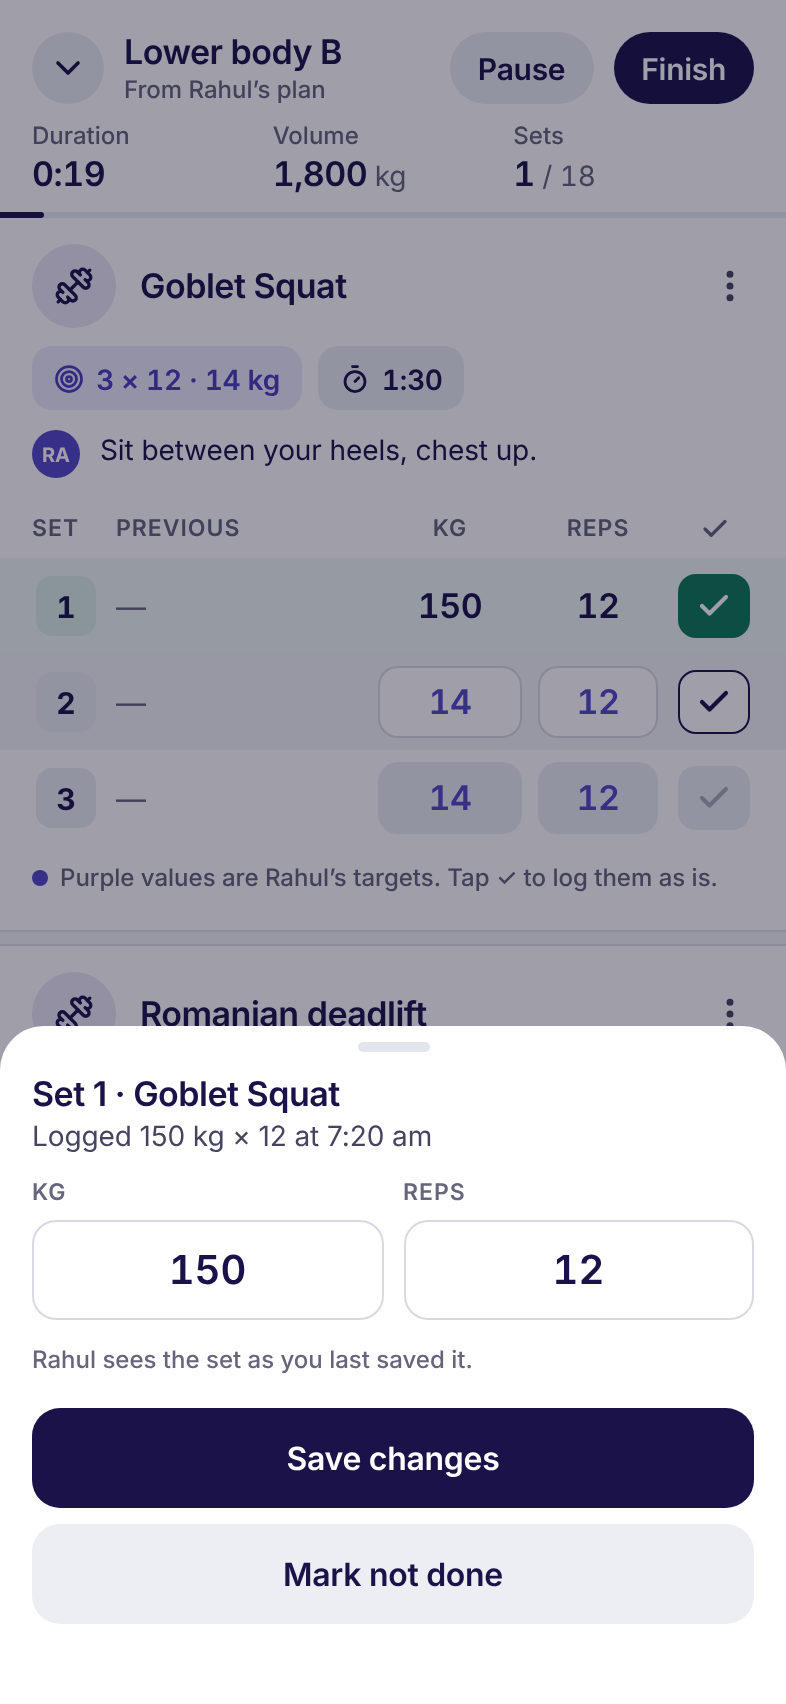 Lower body B
From Rahul’s plan
Pause
Finish
Duration
Volume
Sets
0:19
1,800 kg
1 / 18
Goblet Squat
3 × 12 · 14 kg
1:30
RA
Sit between your heels, chest up.
SET PREVIOUS KG REPS ✓
1 — 150 12 ✓
2 — 14 12 ✓
3 — 14 12 ✓
Purple values are Rahul’s targets. Tap ✓ to log them as is.
Romanian deadlift
Set 1 · Goblet Squat
Logged 150 kg × 12 at 7:20 am
KG
REPS
150
12
Rahul sees the set as you last saved it.
Save changes
Mark not done